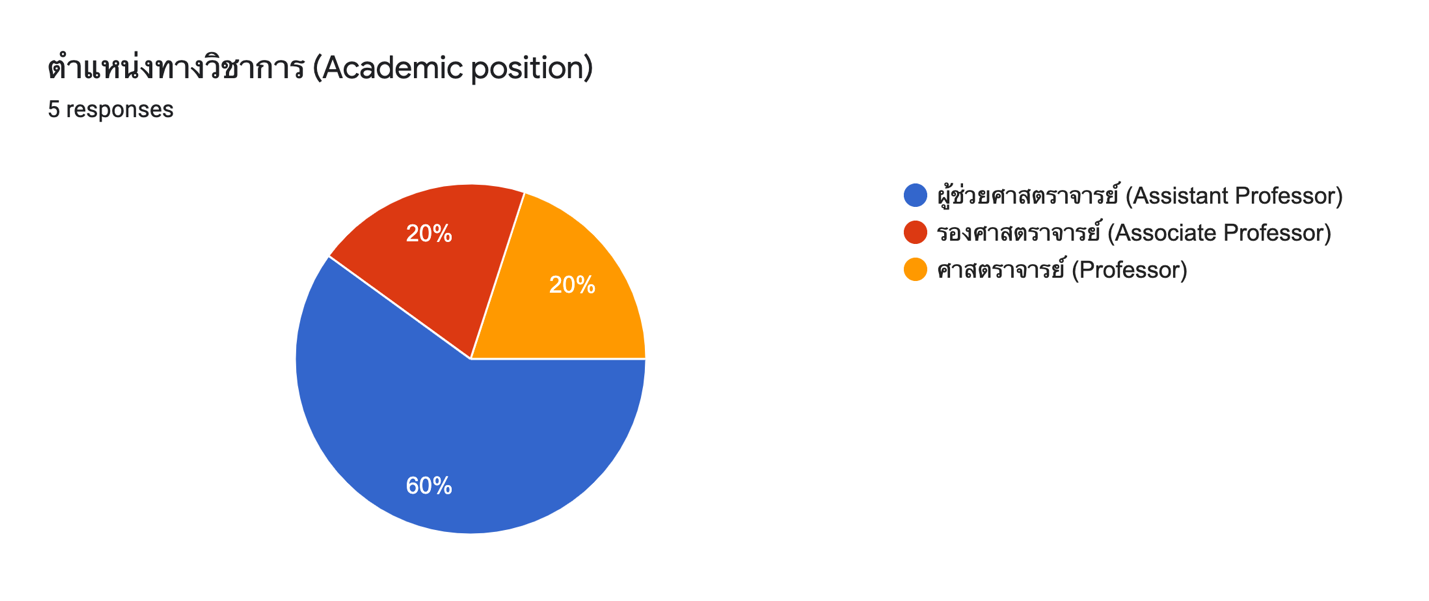 ตำแหน่งทางวิชาการ (Academic position)
5 responses
ผู้ช่วยศาสตราจารย์ (Assistant Professor)
รองศาสตราจารย์ (Associate Professor)
ศาสตราจารย์ (Professor)
20%
20%
60%